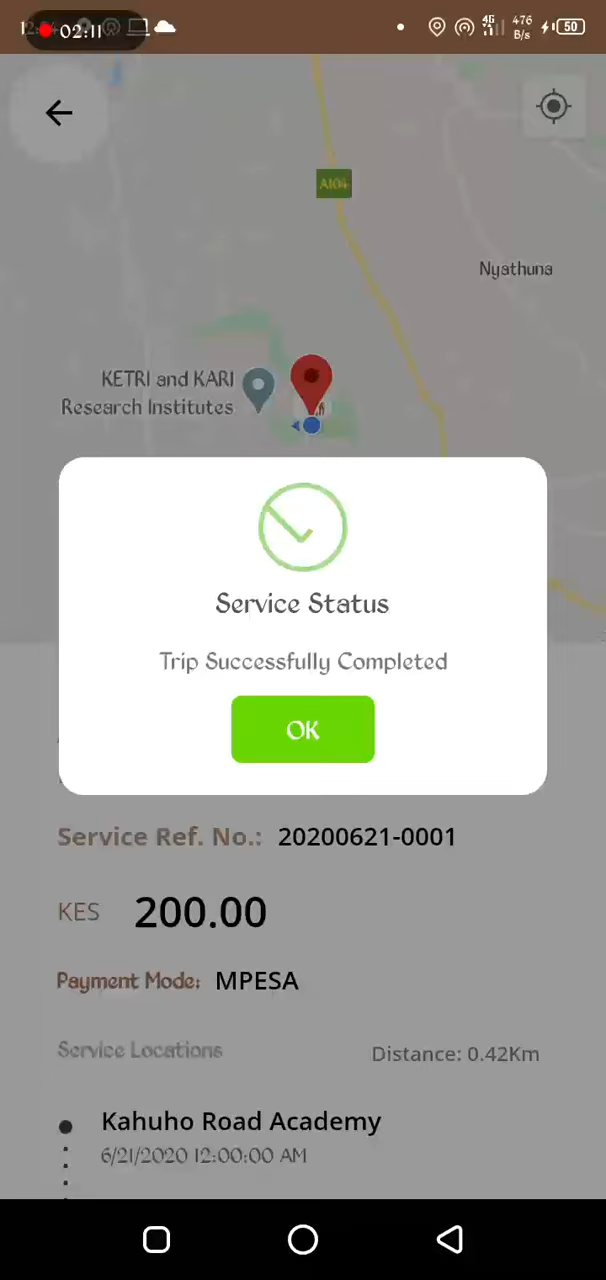 02:11
4G
476
B/s
50
A104
Nyathuna
KETRI and KARI
Research Institutes
Service Status
Trip Successfully Completed
OK
Service Ref. No.: 20200621-0001
KES 200.00
Payment Mode: MPESA
Service Locations
Distance: 0.42Km
Kahuho Road Academy
6/21/2020 12:00:00 AM